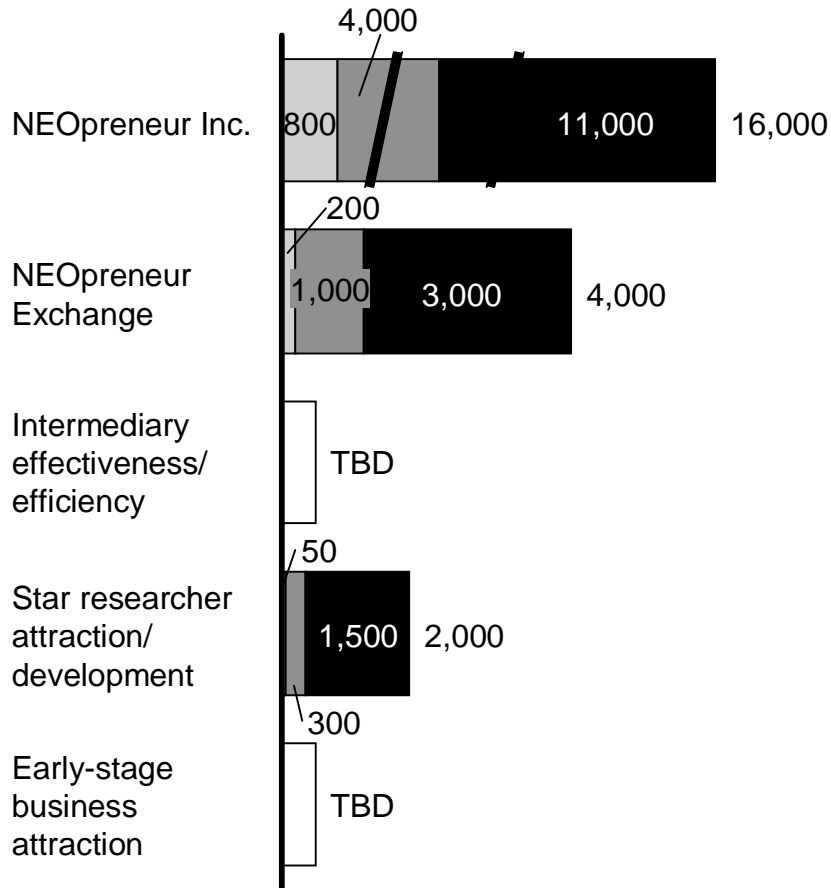 4,000
NEOpreneur Inc.
800
11,000
16,000
200
NEOpreneur
Exchange
1,000
3,000
4,000
Intermediary
effectiveness/
efficiency
TBD
50
Star researcher
attraction/
development
1,500
2,000
300
Early-stage
business
attraction
TBD